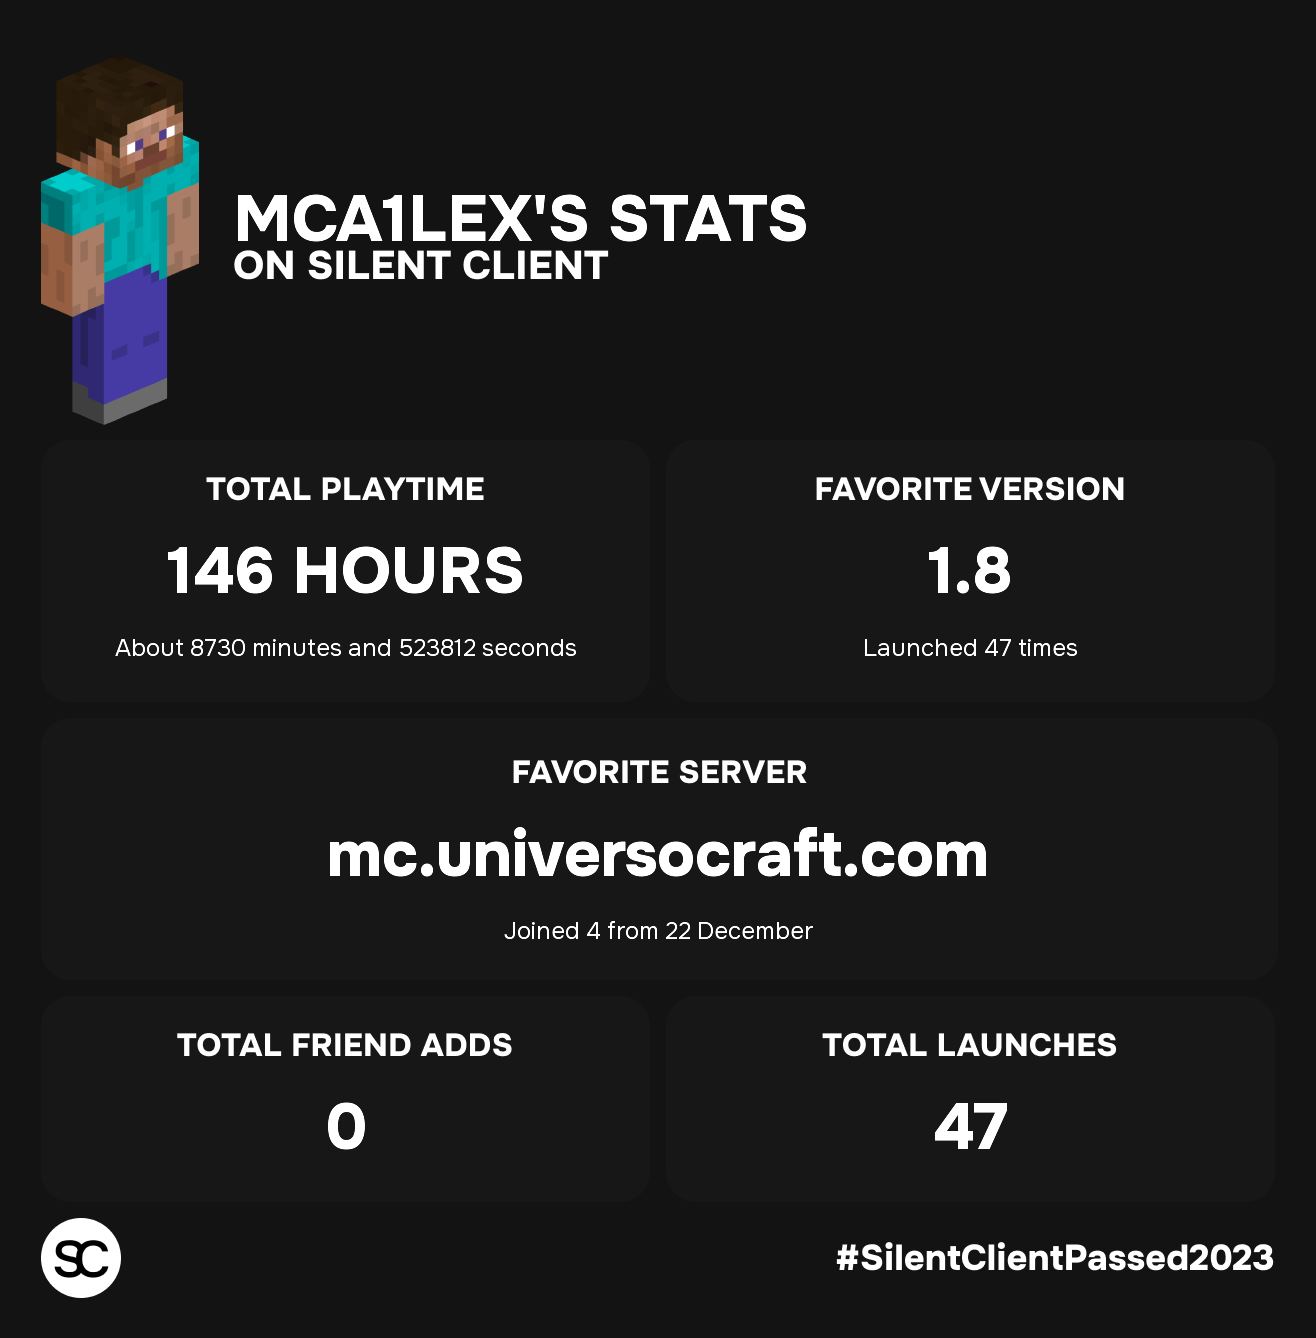 MCA1LEX'S STATS
ON SILENT CLIENT
TOTAL PLAYTIME
146 HOURS
About 8730 minutes and 523812 seconds
FAVORITE VERSION
1.8
Launched 47 times
FAVORITE SERVER
mc.universocraft.com
Joined 4 from 22 December
TOTAL FRIEND ADDS
0
TOTAL LAUNCHES
47
SC
#SilentClientPassed2023